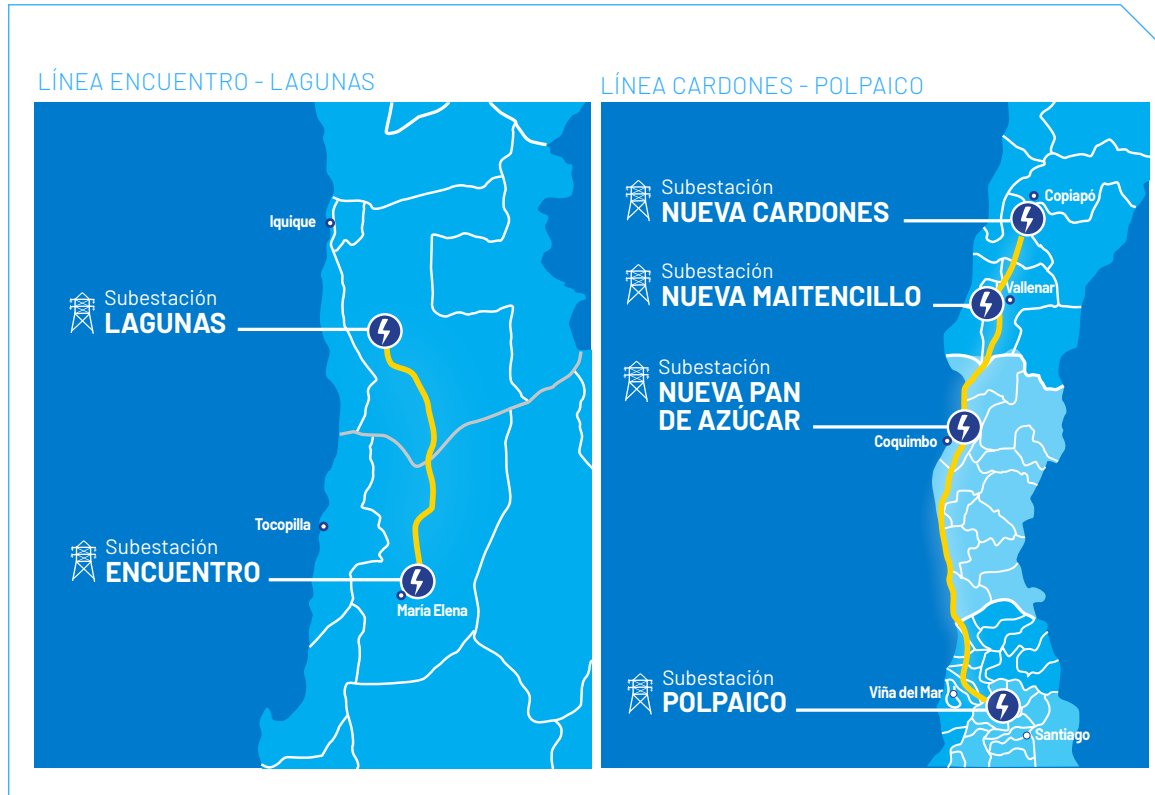 LÍNEA ENCUENTRO - LAGUNAS
Iquique
Subestación
LAGUNAS
Tocopilla
Subestación
ENCUENTRO
María Elena
LÍNEA CARDONES - POLPAICO
Subestación
NUEVA CARDONES
Copiapó
Subestación
NUEVA MAITENCILLO
Vallenar
Subestación
NUEVA PAN
DE AZÚCAR
Coquimbo
Subestación
POLPAICO
Viña del Mar
Santiago